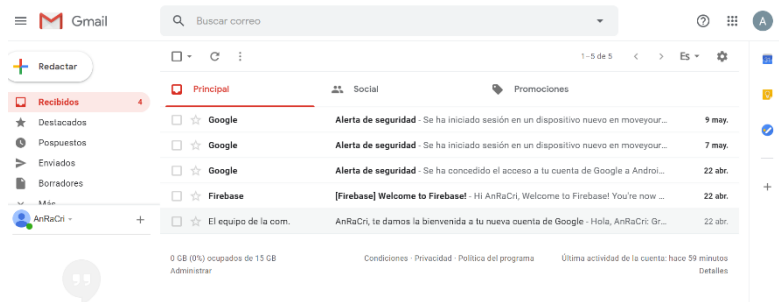 Gmail
Buscar correo
A
Redactar
1–5 de 5
Es
Principal
Social
Promociones
Recibidos 4
Destacados
Pospuestos
Enviados
Borradores
Más
AnRaCri
Google Alerta de seguridad - Se ha iniciado sesión en un dispositivo nuevo en moveyour... 9 may.
Google Alerta de seguridad - Se ha iniciado sesión en un dispositivo nuevo en moveyour... 7 may.
Google Alerta de seguridad - Se ha concedido el acceso a tu cuenta de Google a Androi... 22 abr.
Firebase [Firebase] Welcome to Firebase! - Hi AnRaCri, Welcome to Firebase! You're now ... 22 abr.
El equipo de la com. AnRaCri, te damos la bienvenida a tu nueva cuenta de Google - Hola, AnRaCri: Gr... 22 abr.
0 GB (0%) ocupados de 15 GB
Administrar
Condiciones · Privacidad · Política del programa
Última actividad de la cuenta: hace 59 minutos
Detalles